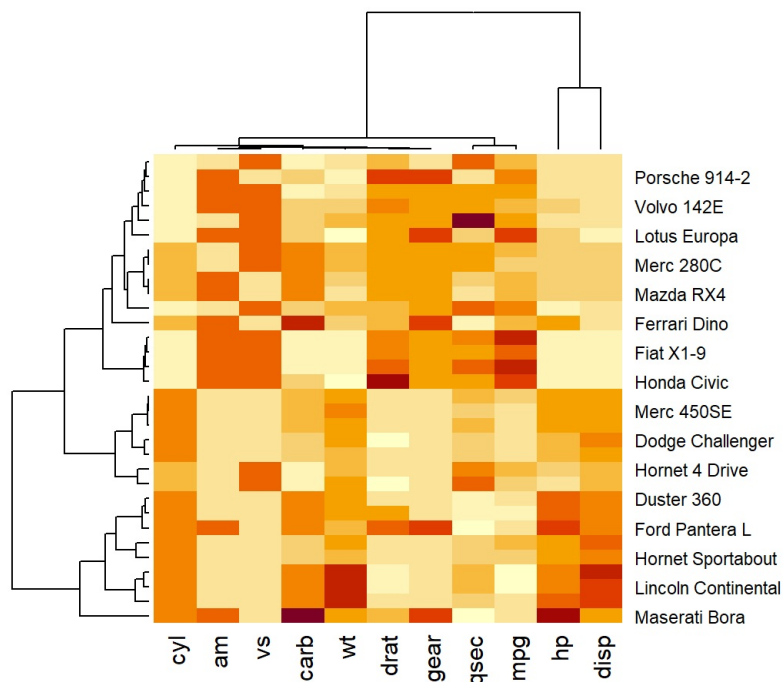 Porsche 914-2
Volvo 142E
Lotus Europa
Merc 280C
Mazda RX4
Ferrari Dino
Fiat X1-9
Honda Civic
Merc 450SE
Dodge Challenger
Hornet 4 Drive
Duster 360
Ford Pantera L
Hornet Sportabout
Lincoln Continental
Maserati Bora
cyl am vs carb wt drat gear qsec mpg hp disp